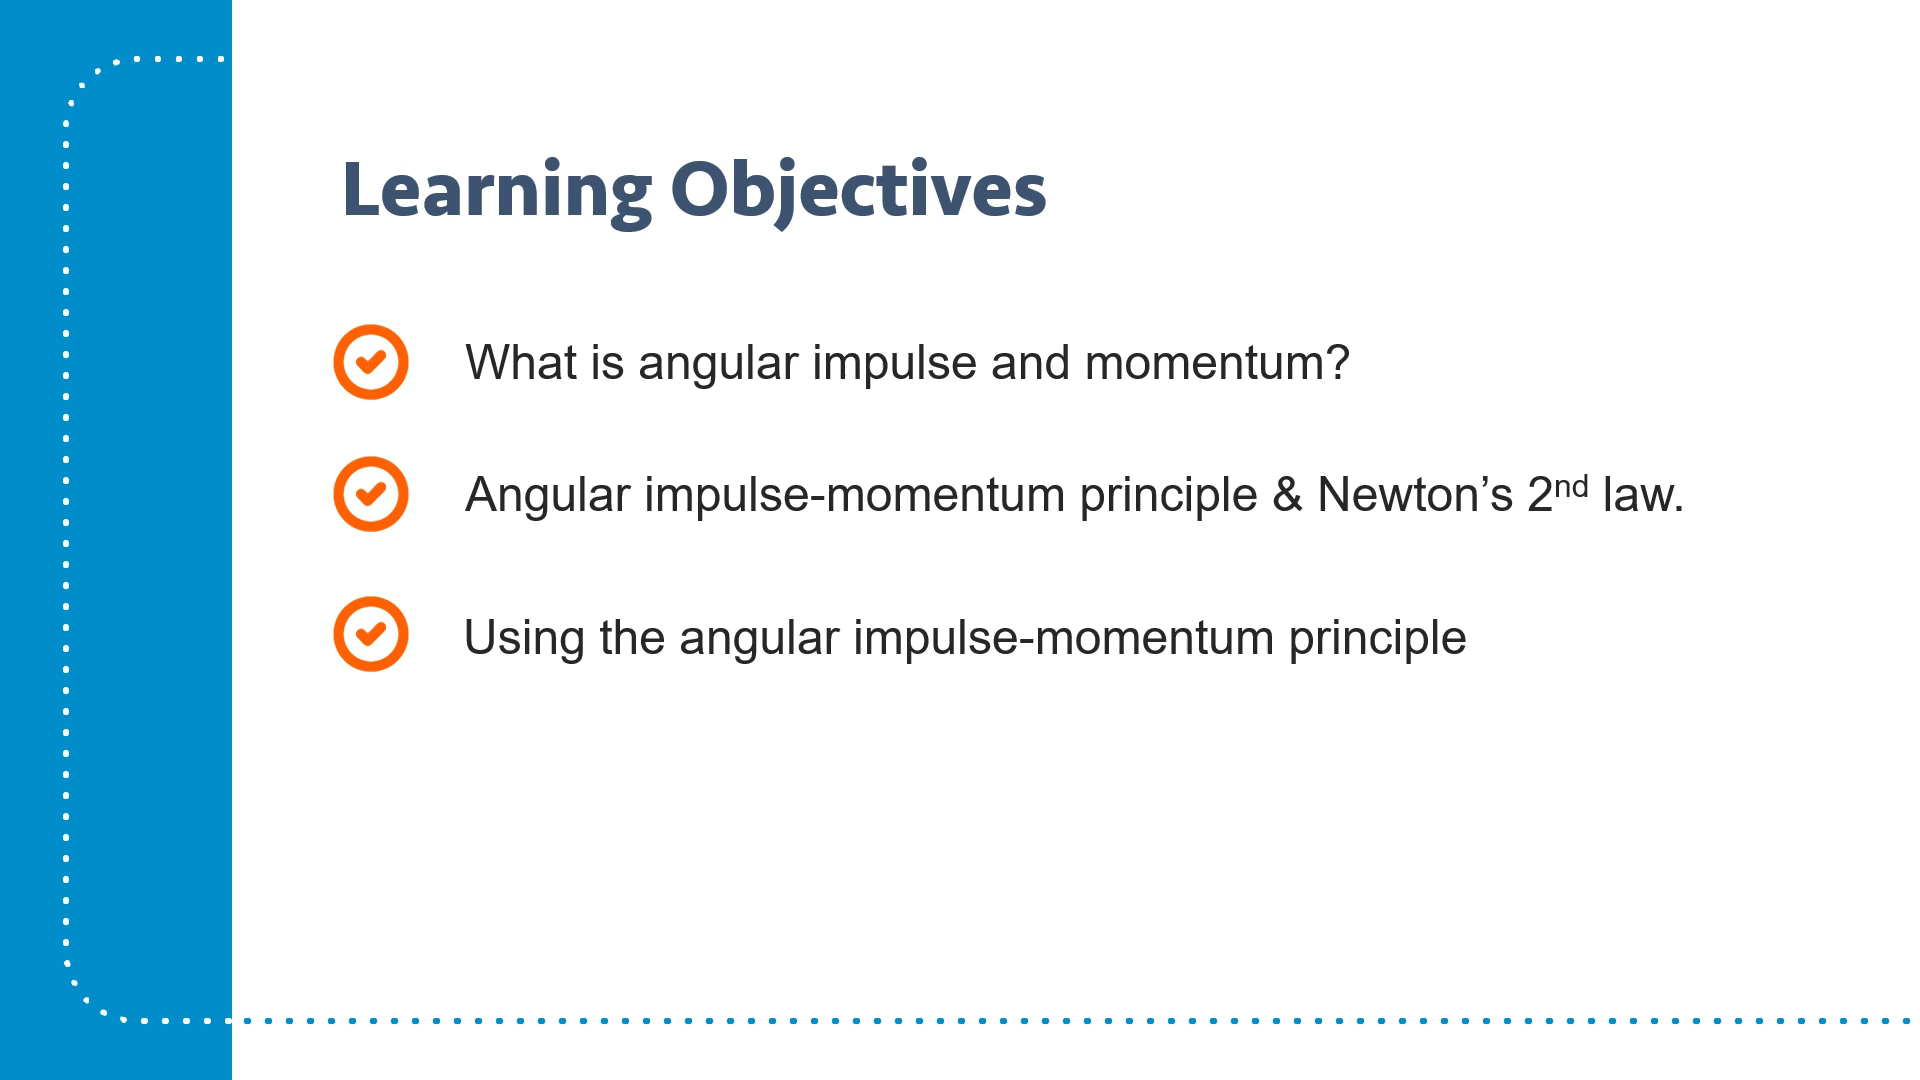 Learning Objectives
What is angular impulse and momentum?
Angular impulse-momentum principle & Newton’s 2nd law.
Using the angular impulse-momentum principle